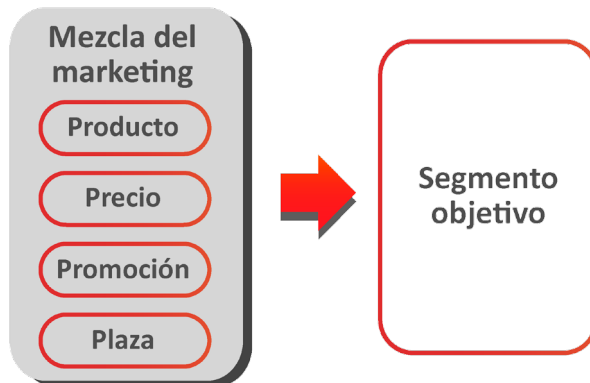 Mezcla del
marketing
Producto
Precio
Promoción
Plaza
Segmento
objetivo